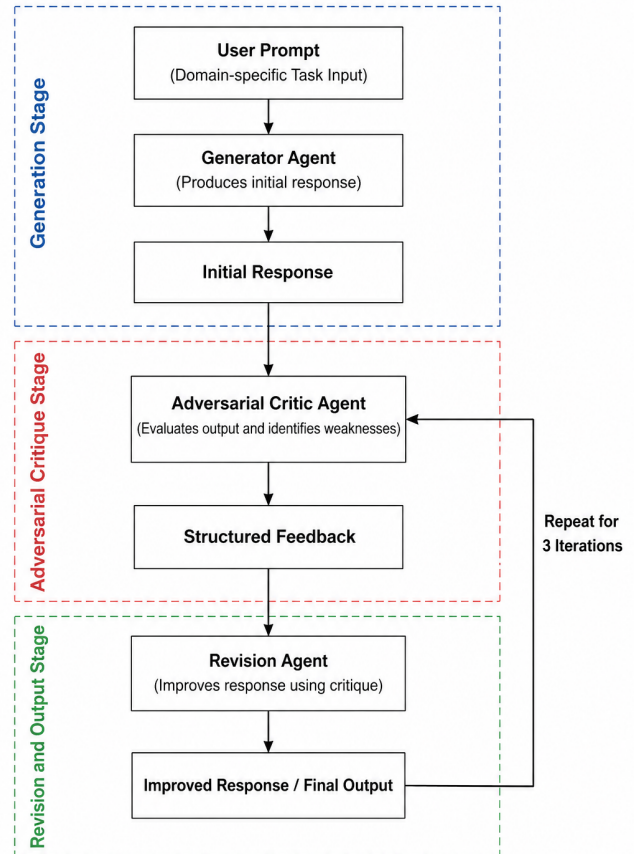 Generation Stage
User Prompt
(Domain-specific Task Input)
Generator Agent
(Produces initial response)
Initial Response
Adversarial Critique Stage
Adversarial Critic Agent
(Evaluates output and identifies weaknesses)
Structured Feedback
Repeat for
3 Iterations
Revision and Output Stage
Revision Agent
(Improves response using critique)
Improved Response / Final Output